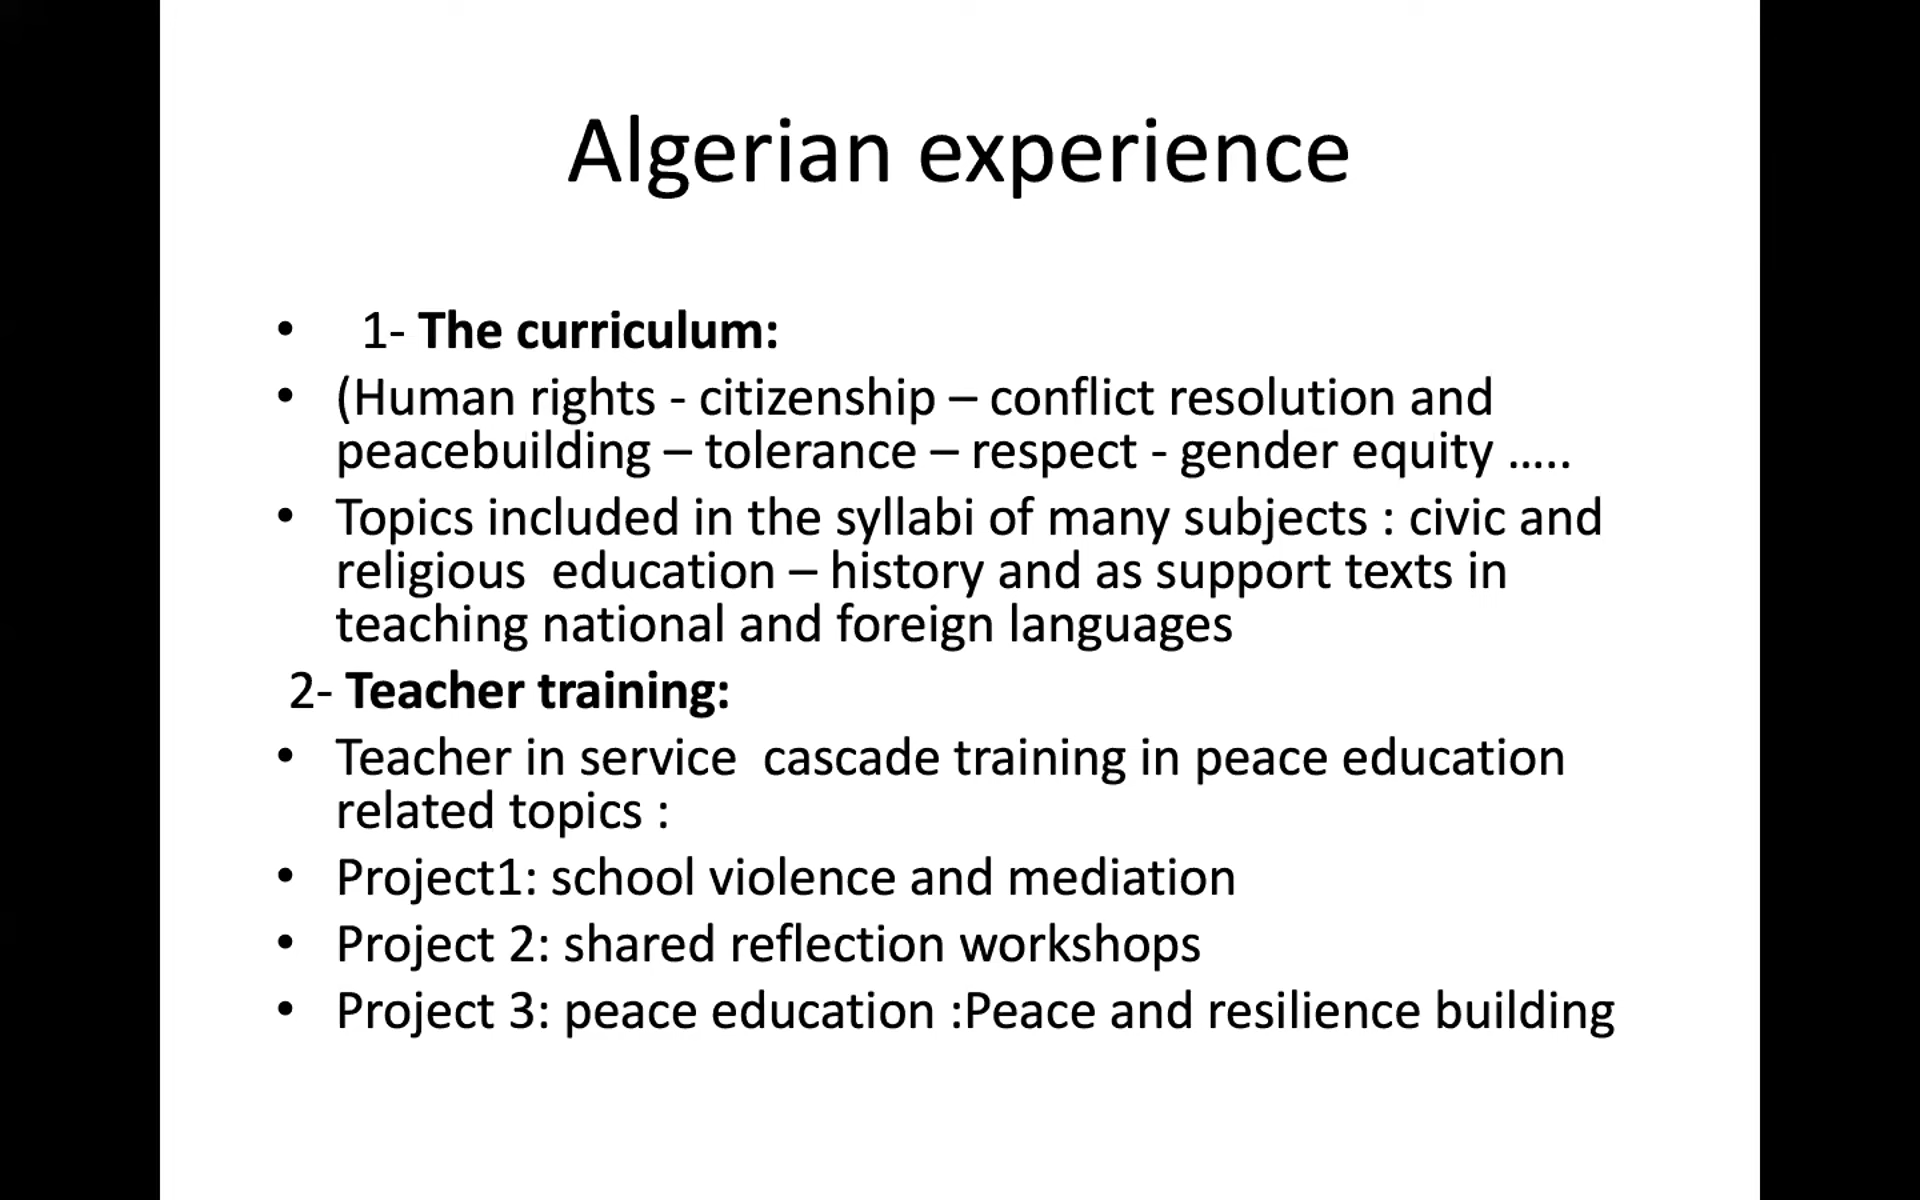 Algerian experience
• 1- The curriculum:
• (Human rights - citizenship – conflict resolution and
peacebuilding – tolerance – respect - gender equity .....
• Topics included in the syllabi of many subjects : civic and
religious  education – history and as support texts in
teaching national and foreign languages
2- Teacher training:
• Teacher in service  cascade training in peace education
related topics :
• Project1: school violence and mediation
• Project 2: shared reflection workshops
• Project 3: peace education :Peace and resilience building